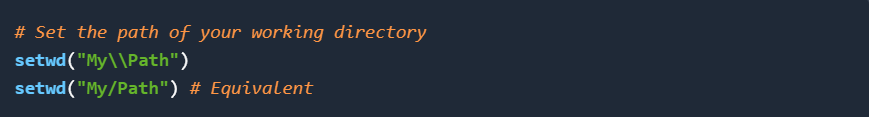 # Set the path of your working directory
setwd("My\\Path")
setwd("My/Path") # Equivalent